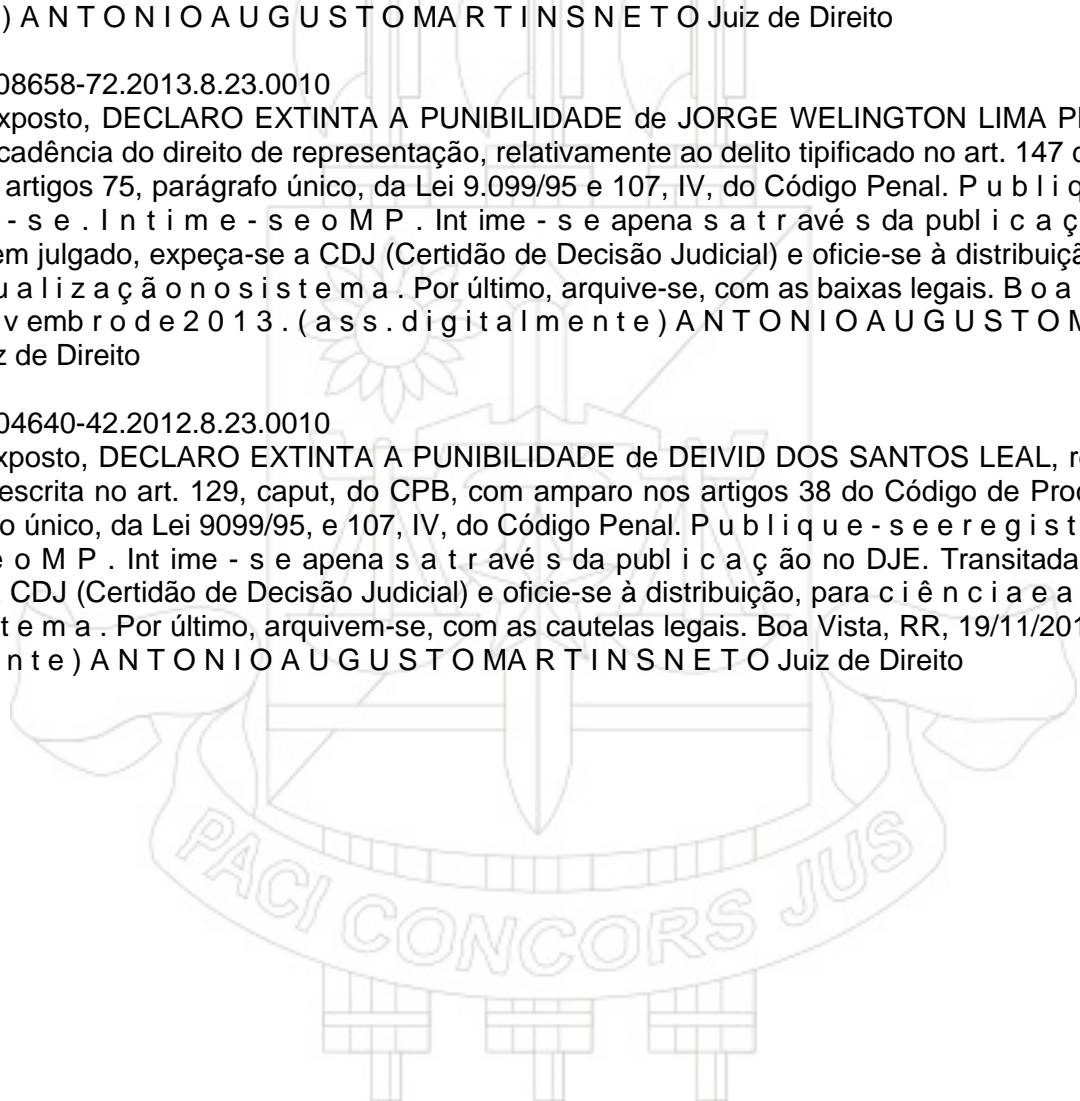 ) A N T O N I O A U G U S T O MA R T I N S N E T O Juiz de Direito
08658-72.2013.8.23.0010
xposto, DECLARO EXTINTA A PUNIBILIDADE de JORGE WELINGTON LIMA
cadência do direito de representação, relativamente ao delito tipificado no art. 147
artigos 75, parágrafo único, da Lei 9.099/95 e 107, IV, do Código Penal. P u b l i q
- s e . I n t i m e - s e o M P . Int ime - s e apena s a t r avé s da publ i c a ç
em julgado, expeça-se a CDJ (Certidão de Decisão Judicial) e oficie-se à distribuiçã
u a l i z a ç ã o n o s i s t e m a . Por último, arquive-se, com as baixas legais. B o a
v emb r o d e 2 0 1 3 . ( a s s . d i g i t a l m e n t e ) A N T O N I O A U G U S T O M
z de Direito
04640-42.2012.8.23.0010
xposto, DECLARO EXTINTA A PUNIBILIDADE de DEIVID DOS SANTOS LEAL, r
escrita no art. 129, caput, do CPB, com amparo nos artigos 38 do Código de Proc
o único, da Lei 9099/95, e 107, IV, do Código Penal. P u b l i q u e - s e e r e g i s t
e o M P . Int ime - s e apena s a t r avé s da publ i c a ç ão no DJE. Transitada
CDJ (Certidão de Decisão Judicial) e oficie-se à distribuição, para c i ê n c i a e a
t e m a . Por último, arquivem-se, com as cautelas legais. Boa Vista, RR, 19/11/201
n t e ) A N T O N I O A U G U S T O MA R T I N S N E T O Juiz de Direito
PACI CONCORS JUS